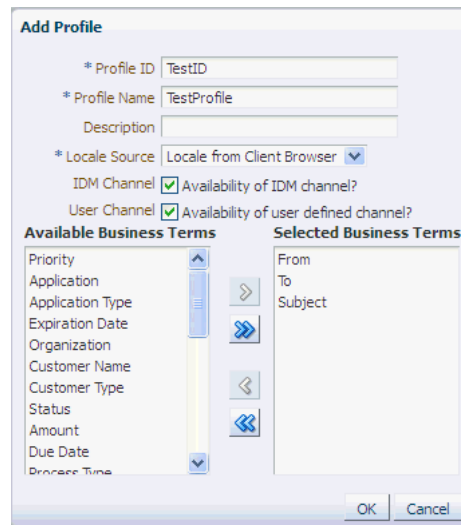 Add Profile
* Profile ID TestID
* Profile Name TestProfile
Description
* Locale Source Locale from Client Browser
IDM Channel Availability of IDM channel?
User Channel Availability of user defined channel?
Available Business Terms Selected Business Terms
Priority From
Application To
Application Type Subject
Expiration Date
Organization
Customer Name
Customer Type
Status
Amount
Due Date
Process Type
OK Cancel